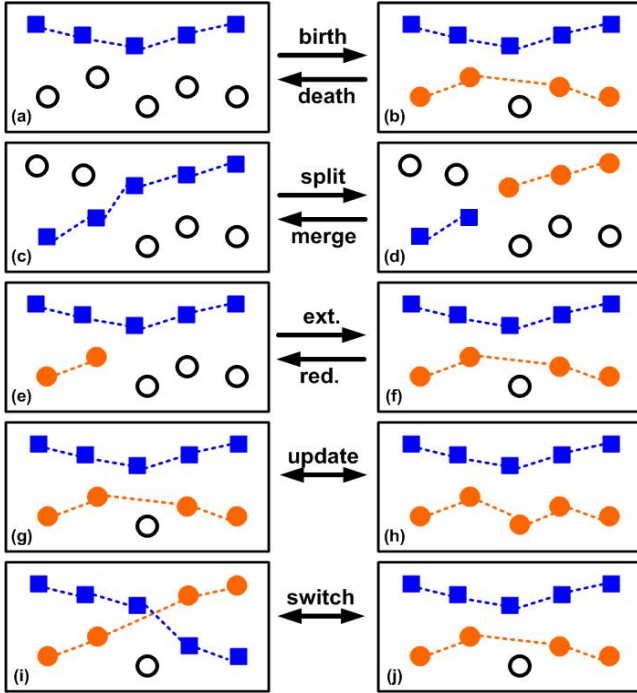 birth
death
(a)
(b)
split
merge
(c)
(d)
ext.
red.
(e)
(f)
update
(g)
(h)
switch
(i)
(j)